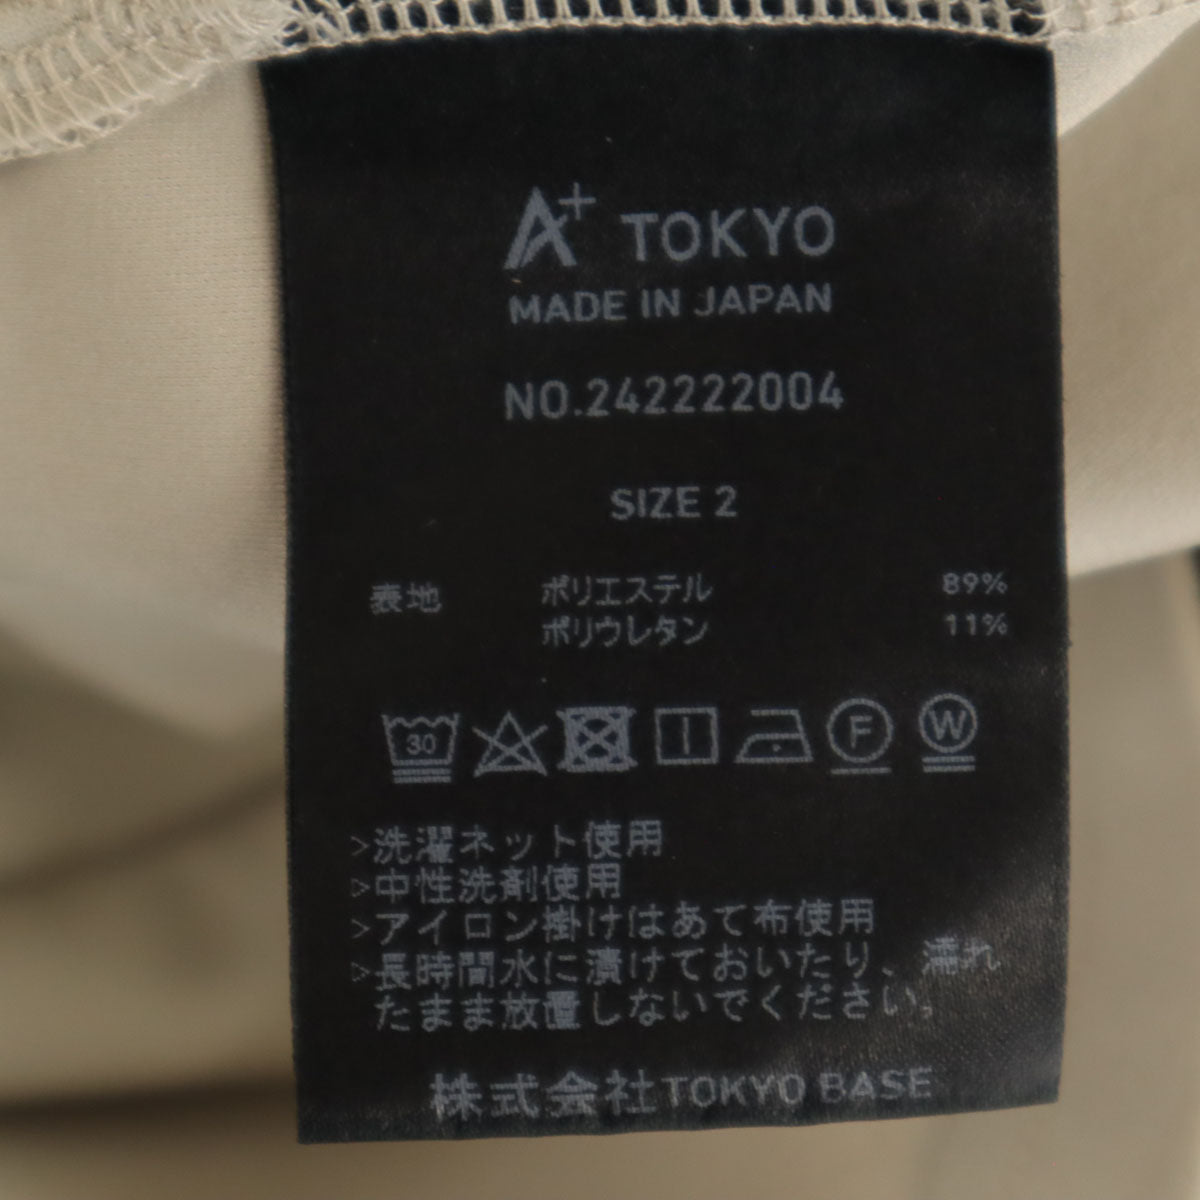 A+ TOKYO
MADE IN JAPAN
NO.242222004
SIZE 2
表地 ポリエステル 89%
ポリウレタン 11%
30 F W
>洗濯ネット使用
>中性洗剤使用
>アイロン掛けはあて布使用
>長時間水に漬けておいたり、濡れ
たまま放置しないでください。
株式会社TOKYO BASE